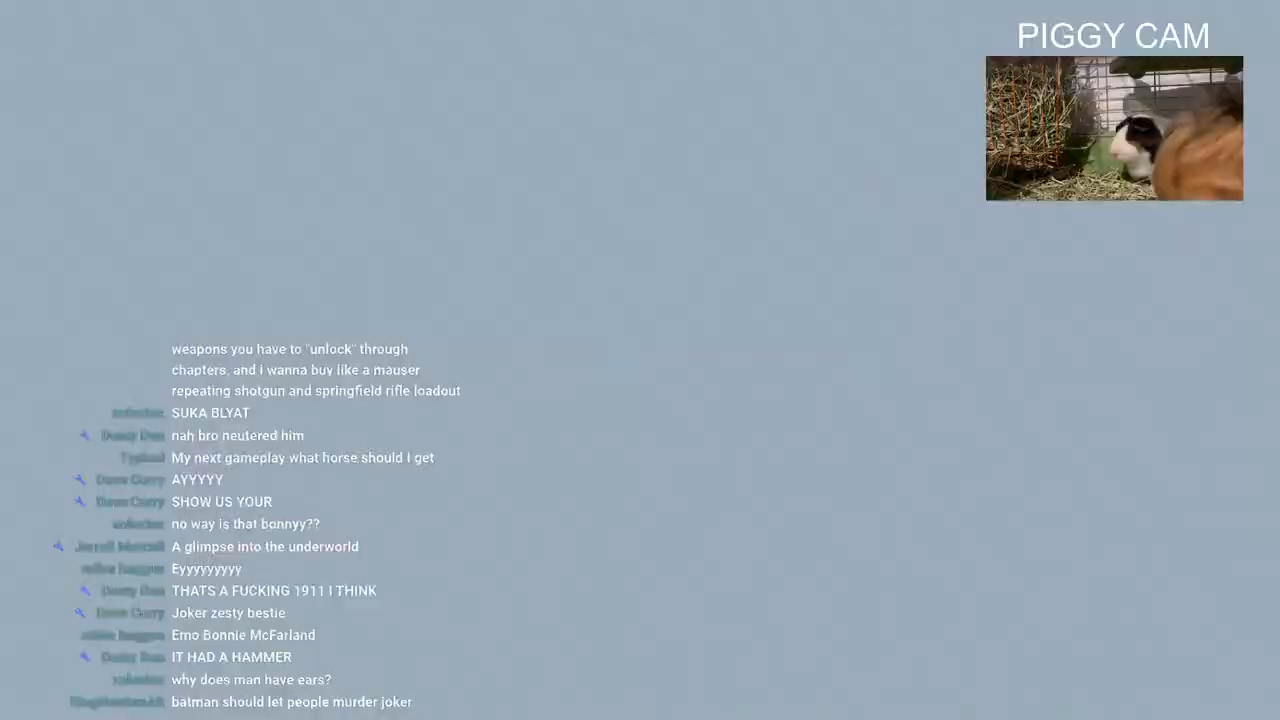 PIGGY CAM
weapons you have to "unlock" through
chapters, and i wanna buy like a mauser
repeating shotgun and springfield rifle loadout
SUKA BLYAT
nah bro neutered him
My next gameplay what horse should I get
AYYYYY
SHOW US YOUR
no way is that bonnyy??
A glimpse into the underworld
Eyyyyyyyyy
THATS A FUCKING 1911 I THINK
Joker zesty bestie
Emo Bonnie McFarland
IT HAD A HAMMER
why does man have ears?
batman should let people murder joker